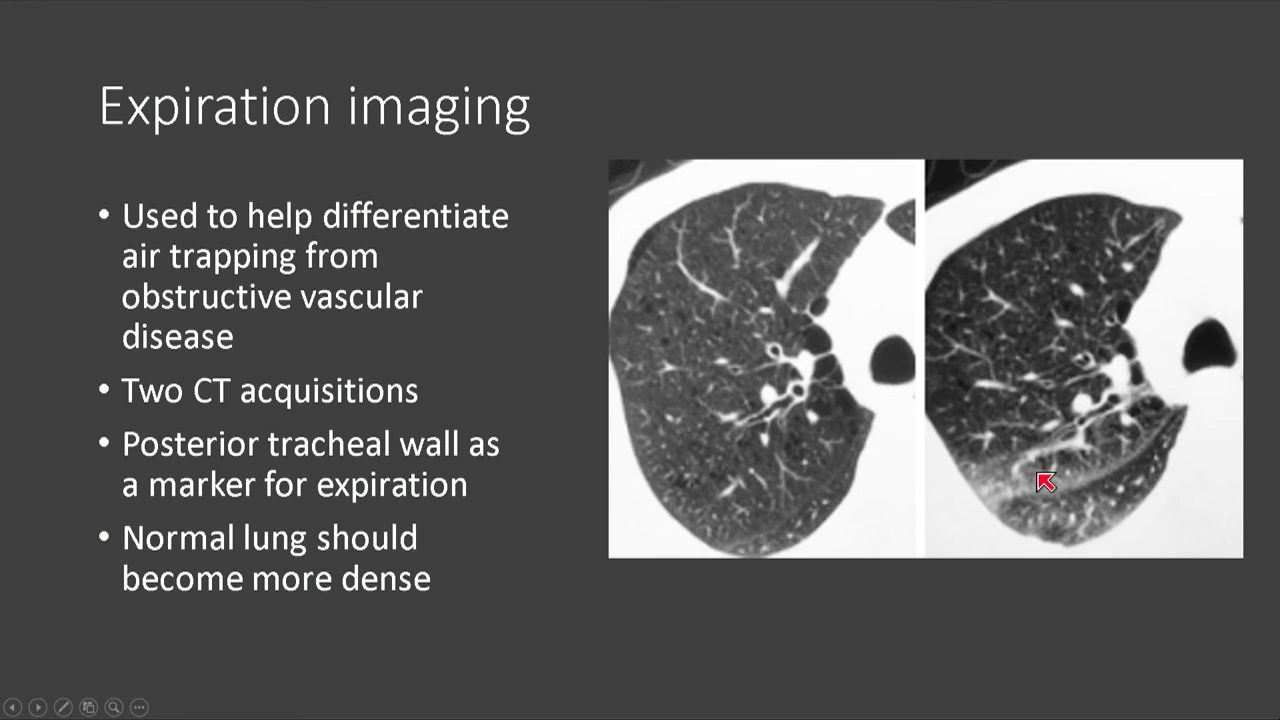 Expiration imaging
• Used to help differentiate
air trapping from
obstructive vascular
disease
• Two CT acquisitions
• Posterior tracheal wall as
a marker for expiration
• Normal lung should
become more dense